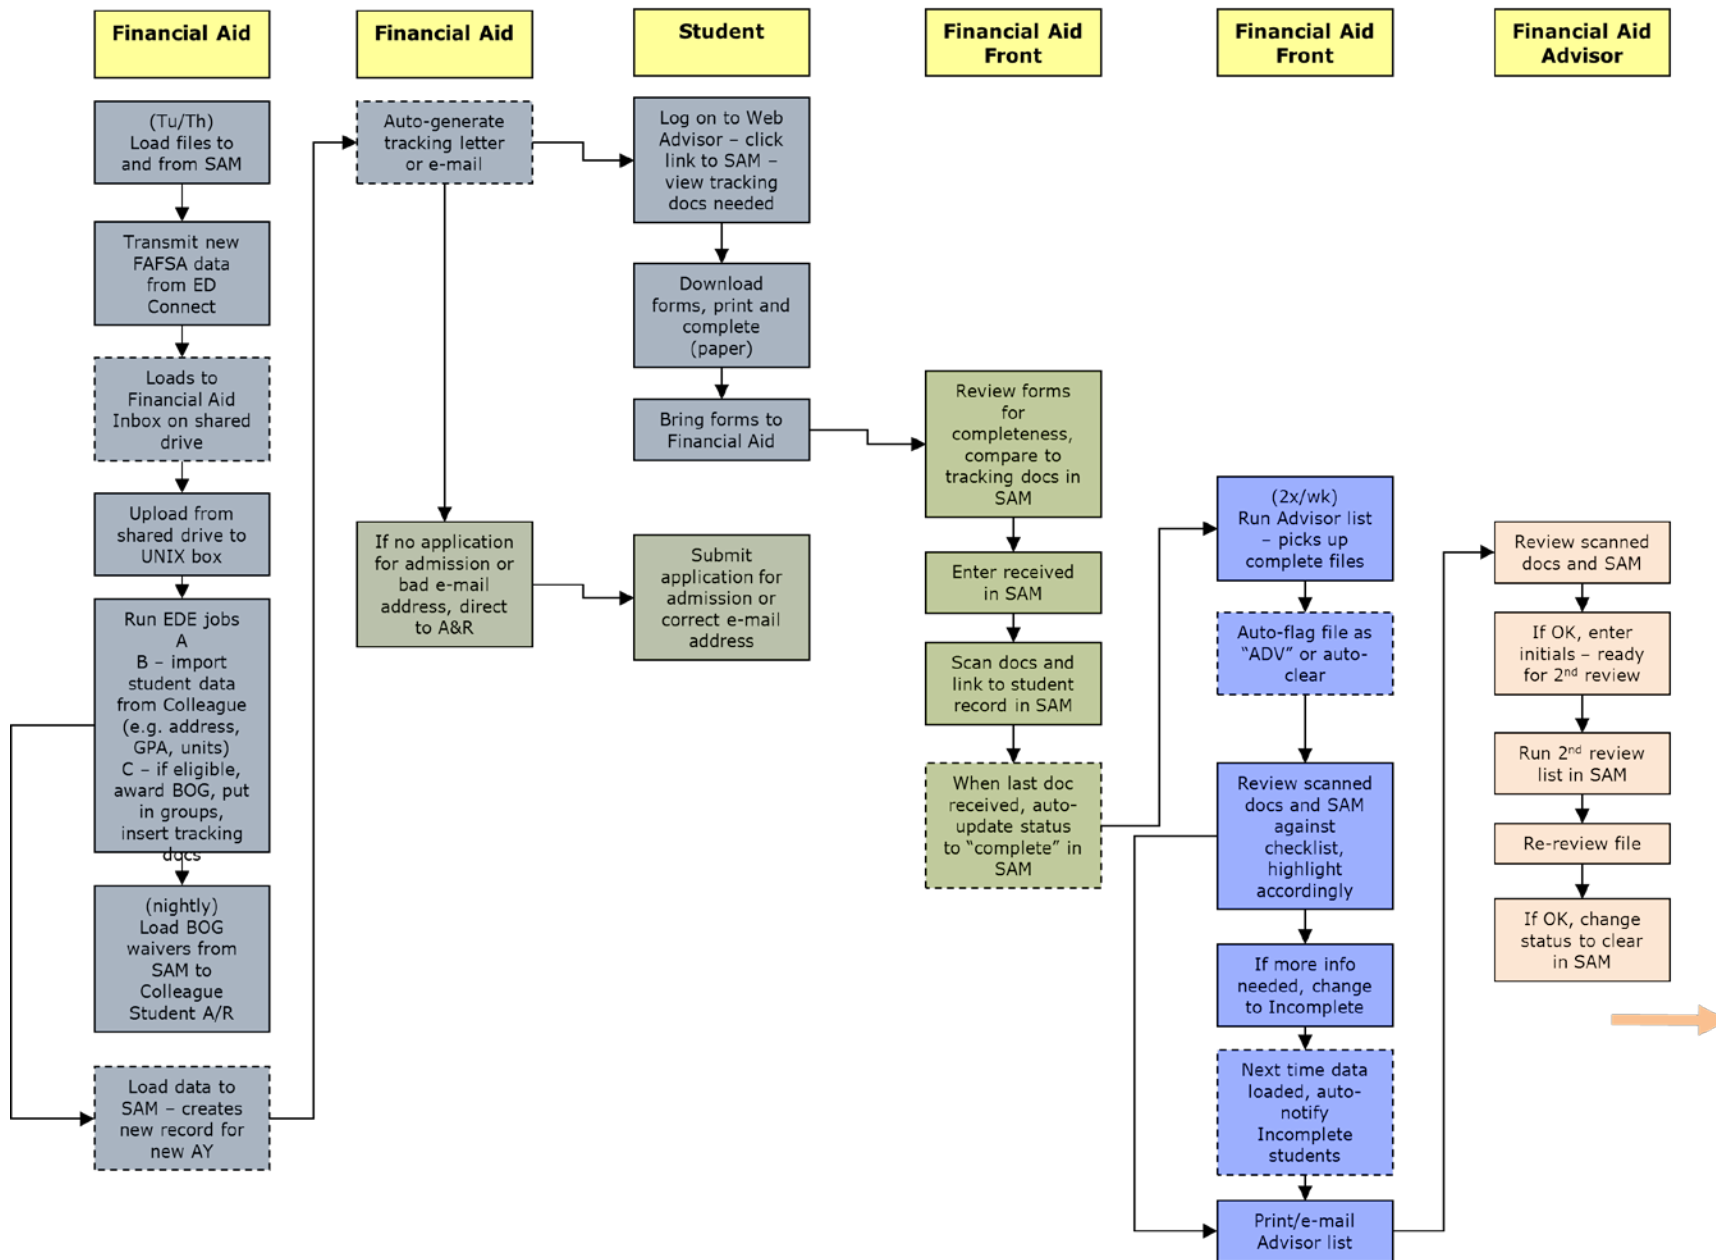 Financial Aid
Financial Aid
Student
Financial Aid
Front
Financial Aid
Front
Financial Aid
Advisor
(Tu/Th)
Load files to
and from SAM
Transmit new
FAFSA data
from ED
Connect
Loads to
Financial Aid
Inbox on shared
drive
Upload from
shared drive to
UNIX box
Run EDE jobs
A
B – import
student data
from Colleague
(e.g. address,
GPA, units)
C – if eligible,
award BOG, put
in groups,
insert tracking
docs
(nightly)
Load BOG
waivers from
SAM to
Colleague
Student A/R
Load data to
SAM – creates
new record for
new AY
Auto-generate
tracking letter
or e-mail
If no application
for admission or
bad e-mail
address, direct
to A&R
Log on to Web
Advisor – click
link to SAM –
view tracking
docs needed
Download
forms, print and
complete
(paper)
Bring forms to
Financial Aid
Submit
application for
admission or
correct e-mail
address
Review forms
for
completeness,
compare to
tracking docs in
SAM
Enter received
in SAM
Scan docs and
link to student
record in SAM
When last doc
received, auto-
update status
to “complete” in
SAM
(2x/wk)
Run Advisor list
– picks up
complete files
Auto-flag file as
“ADV” or auto-
clear
Review scanned
docs and SAM
against
checklist,
highlight
accordingly
If more info
needed, change
to Incomplete
Next time data
loaded, auto-
notify
Incomplete
students
Print/e-mail
Advisor list
Review scanned
docs and SAM
If OK, enter
initials – ready
for 2nd review
Run 2nd review
list in SAM
Re-review file
If OK, change
status to clear
in SAM